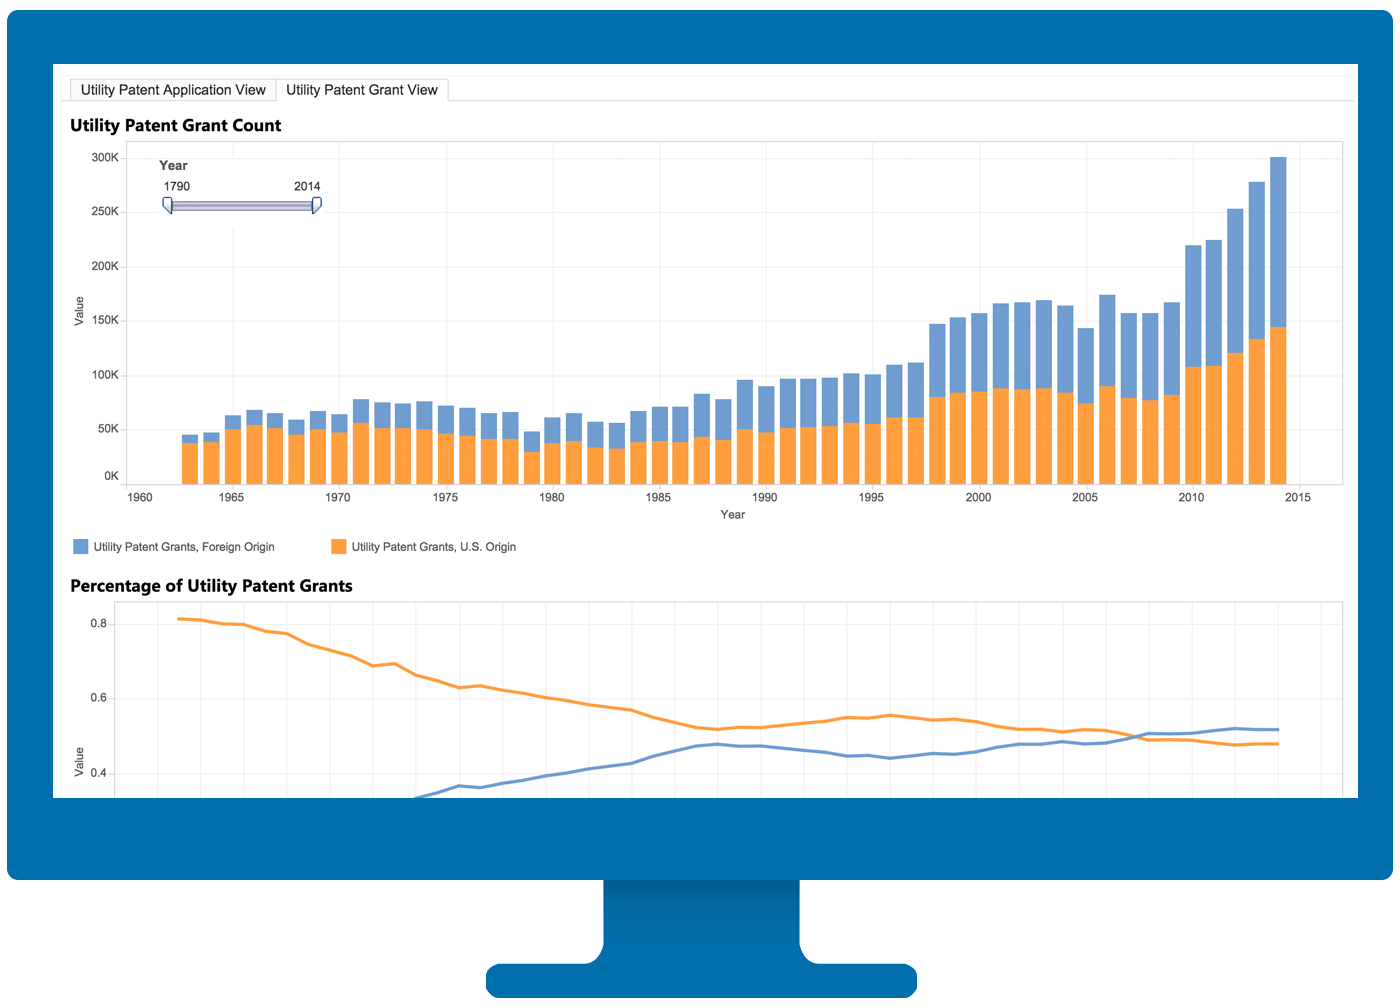 Utility Patent Application View
Utility Patent Grant View
Utility Patent Grant Count
Year
1790 2014
300K
250K
200K
150K
100K
50K
0K
Value
1960 1965 1970 1975 1980 1985 1990 1995 2000 2005 2010 2015
Year
Utility Patent Grants, Foreign Origin
Utility Patent Grants, U.S. Origin
Percentage of Utility Patent Grants
0.8
0.6
0.4
Value